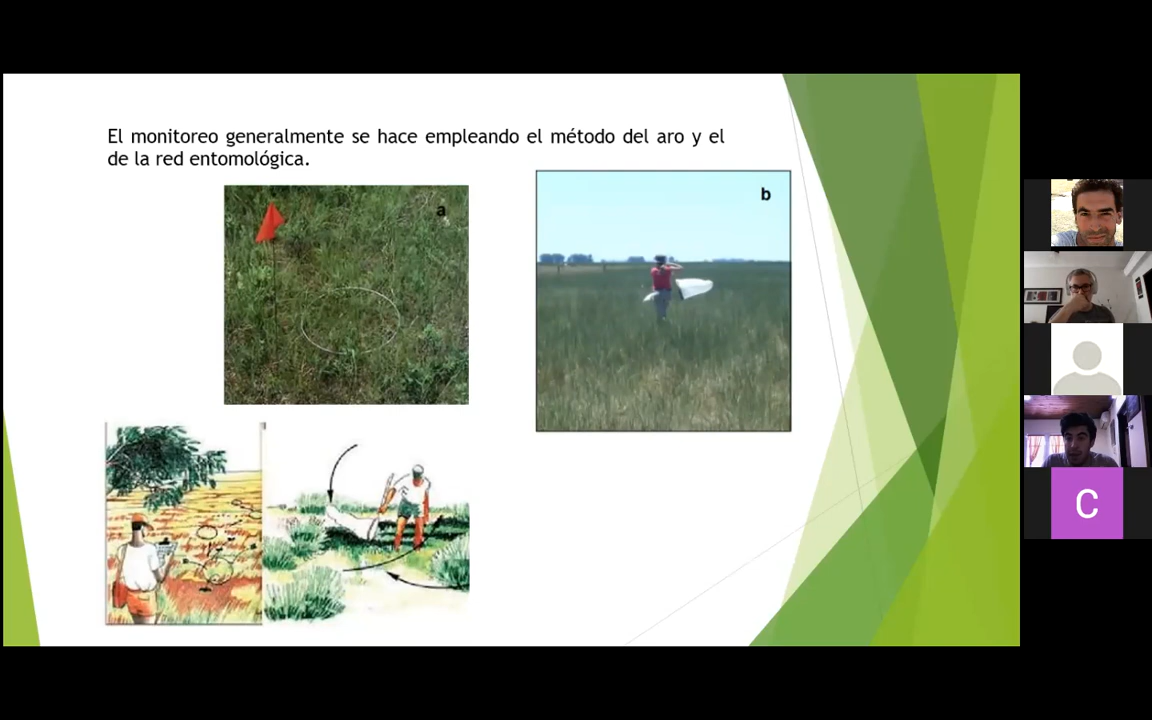 El monitoreo generalmente se hace empleando el método del aro y el
de la red entomológica.
a
b
C